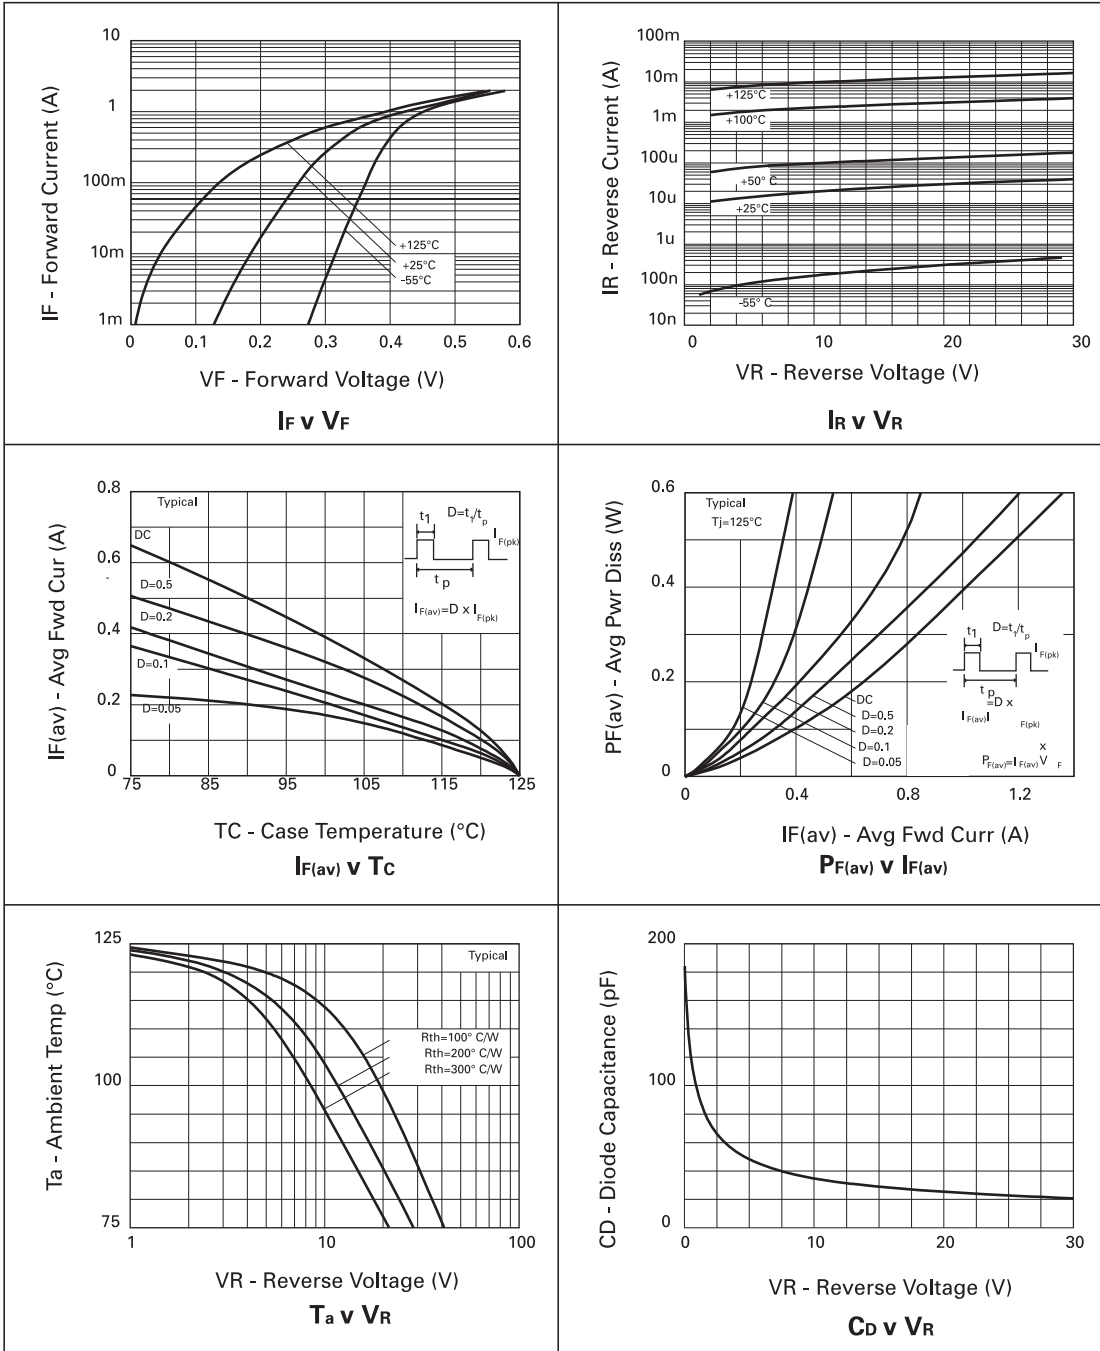 10
1
100m
10m
1m
0 0.1 0.2 0.3 0.4 0.5 0.6
IF - Forward Current (A)
+125°C
+25°C
-55°C
VF - Forward Voltage (V)
IF v VF
100m
10m
1m
100u
10u
1u
100n
10n
IR - Reverse Current (A)
+125°C
+100°C
+50° C
+25°C
-55° C
0 10 20 30
VR - Reverse Voltage (V)
IR v VR
0.8
0.6
0.4
0.2
0
IF(av) - Avg Fwd Cur (A)
Typical
DC
D=0.5
D=0.2
D=0.1
D=0.05
t1 D=t1/tp
IF(pk)
tp
IF(av)=D x IF(pk)
75 85 95 105 115 125
TC - Case Temperature (°C)
IF(av) v TC
0.6
0.4
0.2
0
PF(av) - Avg Pwr Diss (W)
Typical
Tj=125°C
DC
D=0.5
D=0.2
D=0.1
D=0.05
t1 D=t1/tp
IF(pk)
tp
=D x
IF(av)I
F(pk)
x
PF(av)=IF(av)V F
0 0.4 0.8 1.2
IF(av) - Avg Fwd Curr (A)
PF(av) v IF(av)
125
100
75
Ta - Ambient Temp (°C)
Typical
Rth=100° C/W
Rth=200° C/W
Rth=300° C/W
1 10 100
VR - Reverse Voltage (V)
Ta v VR
200
100
0
CD - Diode Capacitance (pF)
0 10 20 30
VR - Reverse Voltage (V)
CD v VR